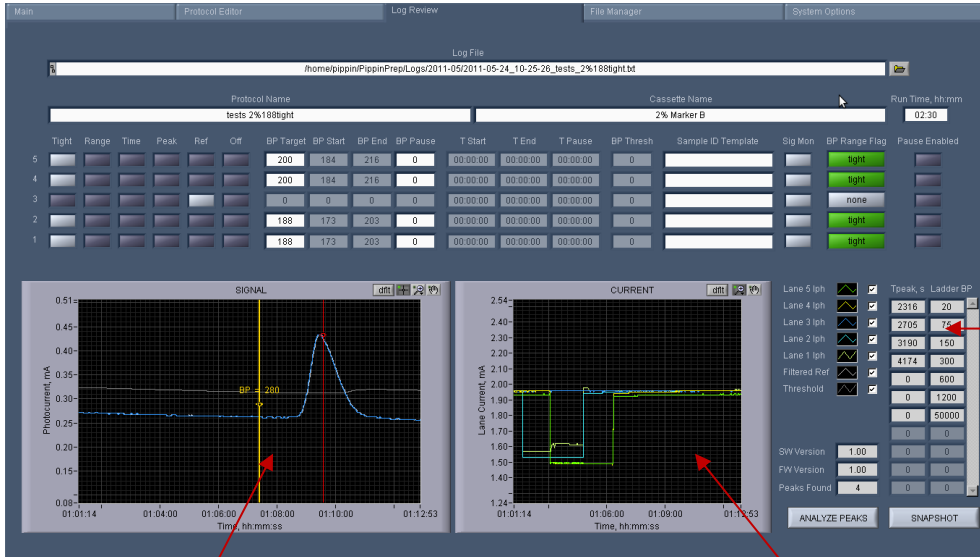 Main Protocol Editor Log Review File Manager System Options
Log File
/home/pippin/PippinPrep/Logs/2011-05/2011-05-24_10-25-26_tests_2%188tight.txt
Protocol Name Cassette Name Run Time, hh:mm
tests 2%188tight 2% Marker B 02:30
Tight Range Time Peak Ref Off BP Target BP Start BP End BP Pause T Start T End T Pause BP Thresh Sample ID Template Sig Mon BP Range Flag Pause Enabled
5 200 184 216 0 00:00:00 00:00:00 00:00:00 0 tight
4 200 184 216 0 00:00:00 00:00:00 00:00:00 0 tight
3 0 0 0 0 00:00:00 00:00:00 00:00:00 0 none
2 188 173 203 0 00:00:00 00:00:00 00:00:00 0 tight
1 188 173 203 0 00:00:00 00:00:00 00:00:00 0 tight
SIGNAL dflt
0.51
0.45
0.40
0.35
0.30
0.25
0.20
0.15
0.08
Photocurrent, mA
BP = 280
01:01:14 01:04:00 01:06:00 01:08:00 01:10:00 01:12:53
Time, hh:mm:ss
CURRENT dflt
2.54
2.40
2.30
2.20
2.10
2.00
1.90
1.80
1.70
1.60
1.50
1.40
1.24
Lane Current, mA
01:01:14 01:06:00 01:09:00 01:12:53
Time, hh:mm:ss
Lane 5 Iph
Lane 4 Iph
Lane 3 Iph
Lane 2 Iph
Lane 1 Iph
Filtered Ref
Threshold
Tpeak, s Ladder BP
2316 20
2705 75
3190 150
4174 300
0 600
0 1200
0 50000
0 0
0 0
0 0
0 0
SW Version 1.00
FW Version 1.00
Peaks Found 4
ANALYZE PEAKS SNAPSHOT